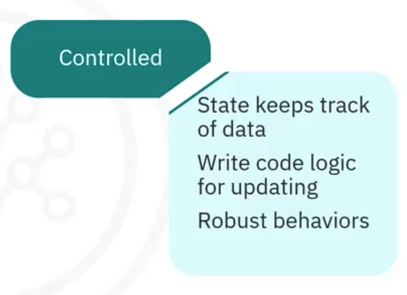 Controlled
State keeps track
of data
Write code logic
for updating
Robust behaviors